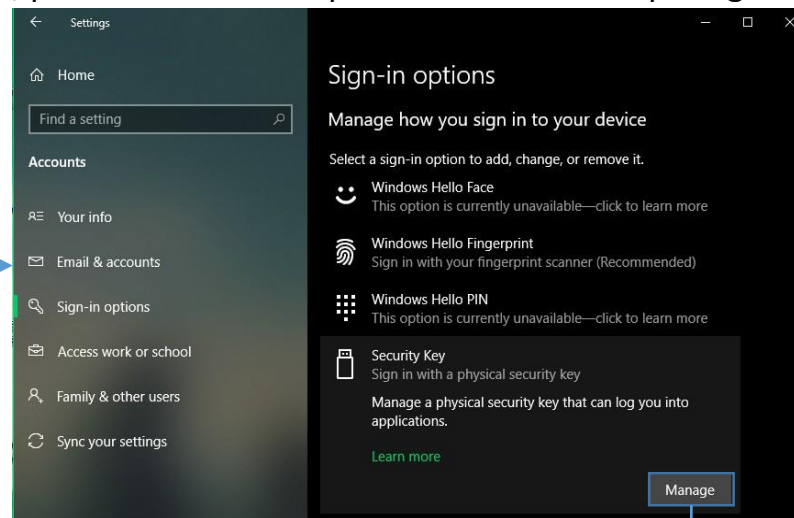 Settings
Home
Find a setting
Accounts
Your info
Email & accounts
Sign-in options
Access work or school
Family & other users
Sync your settings
Sign-in options
Manage how you sign in to your device
Select a sign-in option to add, change, or remove it.
Windows Hello Face
This option is currently unavailable—click to learn more
Windows Hello Fingerprint
Sign in with your fingerprint scanner (Recommended)
Windows Hello PIN
This option is currently unavailable—click to learn more
Security Key
Sign in with a physical security key
Manage a physical security key that can log you into
applications.
Learn more
Manage